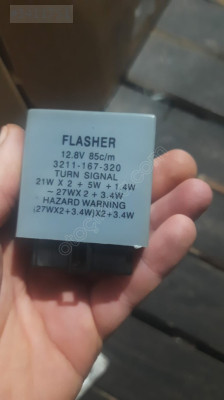 FLASHER
12.8V 85c/m
3211-167-320
TURN SIGNAL
21W X 2 + 5W + 1.4W
~ 27WX 2 + 3.4W
HAZARD WARNING
(27WX2+3.4W)X2+3.4W